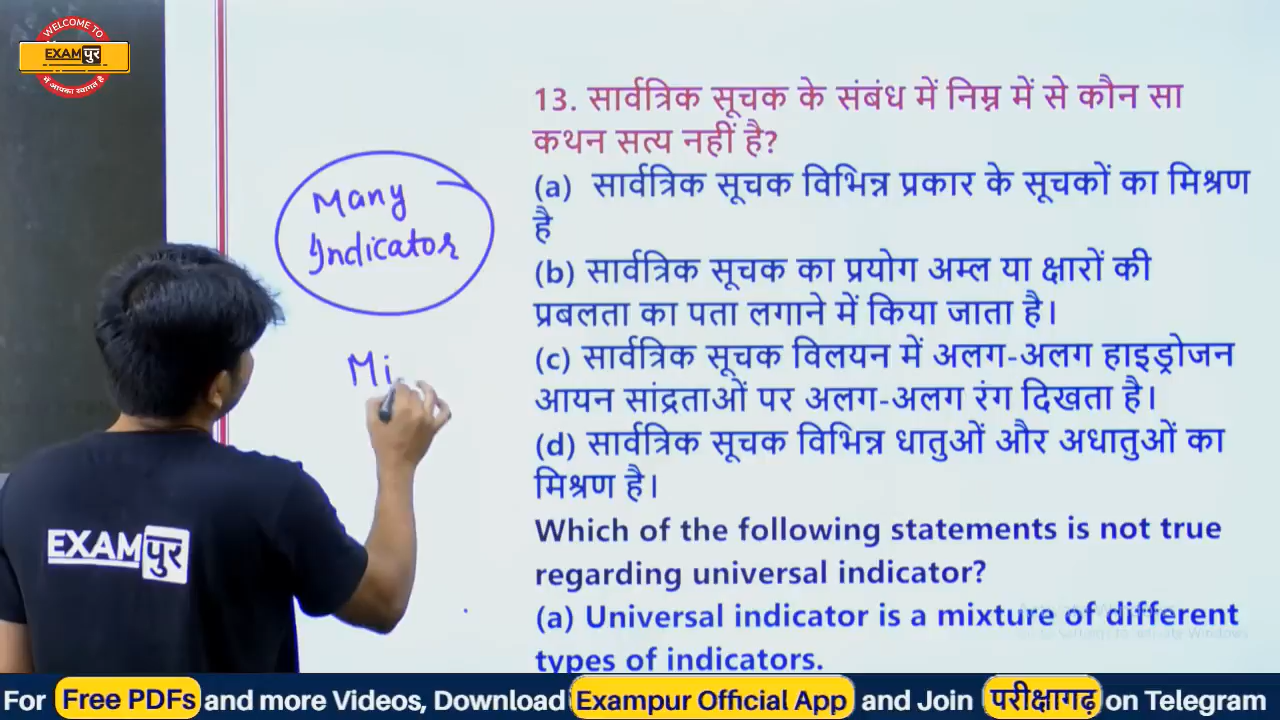 WELCOME TO
EXAMपुर
में आपका स्वागत है
13. सार्वत्रिक सूचक के संबंध में निम्न में से कौन सा
कथन सत्य नहीं है?
(a) सार्वत्रिक सूचक विभिन्न प्रकार के सूचकों का मिश्रण
है
(b) सार्वत्रिक सूचक का प्रयोग अम्ल या क्षारों की
प्रबलता का पता लगाने में किया जाता है।
(c) सार्वत्रिक सूचक विलयन में अलग-अलग हाइड्रोजन
आयन सांद्रताओं पर अलग-अलग रंग दिखता है।
(d) सार्वत्रिक सूचक विभिन्न धातुओं और अधातुओं का
मिश्रण है।
Which of the following statements is not true
regarding universal indicator?
(a) Universal indicator is a mixture of different
types of indicators.
Many
Indicator
Mi
EXAMपुर
For Free PDFs and more Videos, Download Exampur Official App and Join परीक्षागढ़ on Telegram